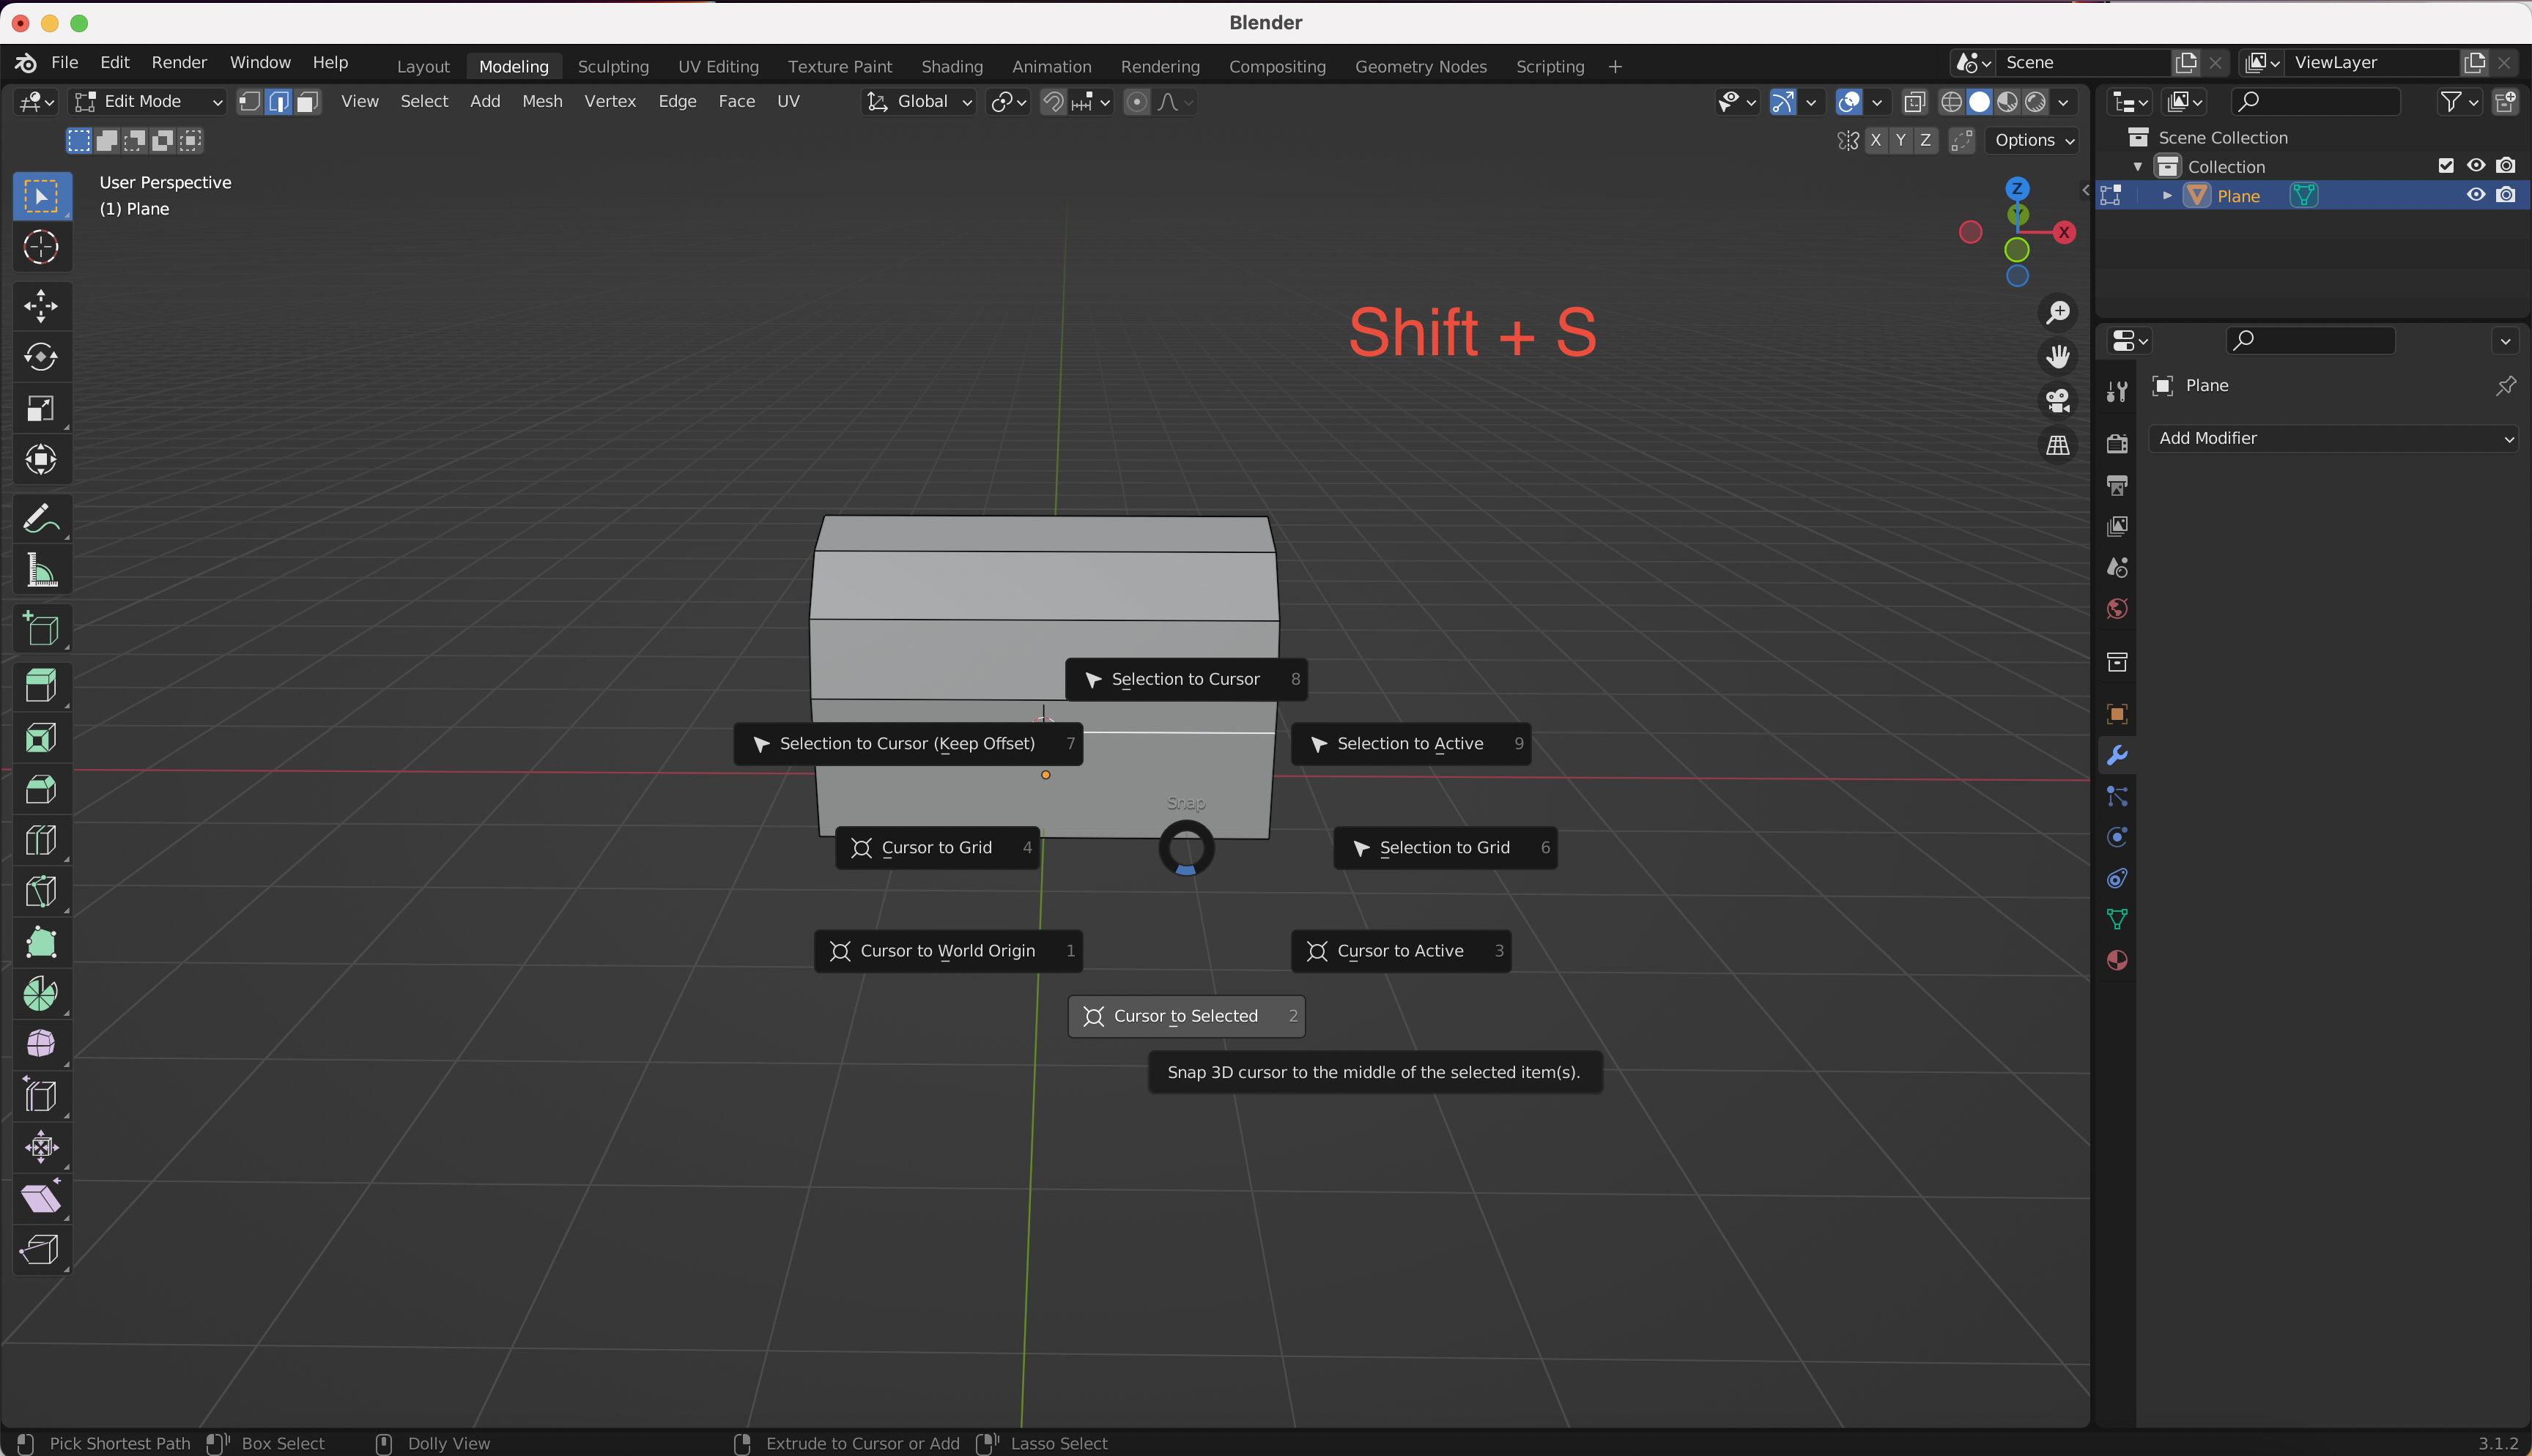 Blender
File Edit Render Window Help Layout Modeling Sculpting UV Editing Texture Paint Shading Animation Rendering Compositing Geometry Nodes Scripting + Scene ViewLayer
Edit Mode View Select Add Mesh Vertex Edge Face UV Global
X Y Z Options
User Perspective
(1) Plane
Z
Y
X
Scene Collection
Collection
Plane
Shift + S
Plane
Add Modifier
Selection to Cursor 8
Selection to Cursor (Keep Offset) 7
Selection to Active 9
Snap
Cursor to Grid 4
Selection to Grid 6
Cursor to World Origin 1
Cursor to Active 3
Cursor to Selected 2
Snap 3D cursor to the middle of the selected item(s).
Pick Shortest Path Box Select Dolly View Extrude to Cursor or Add Lasso Select 3.1.2